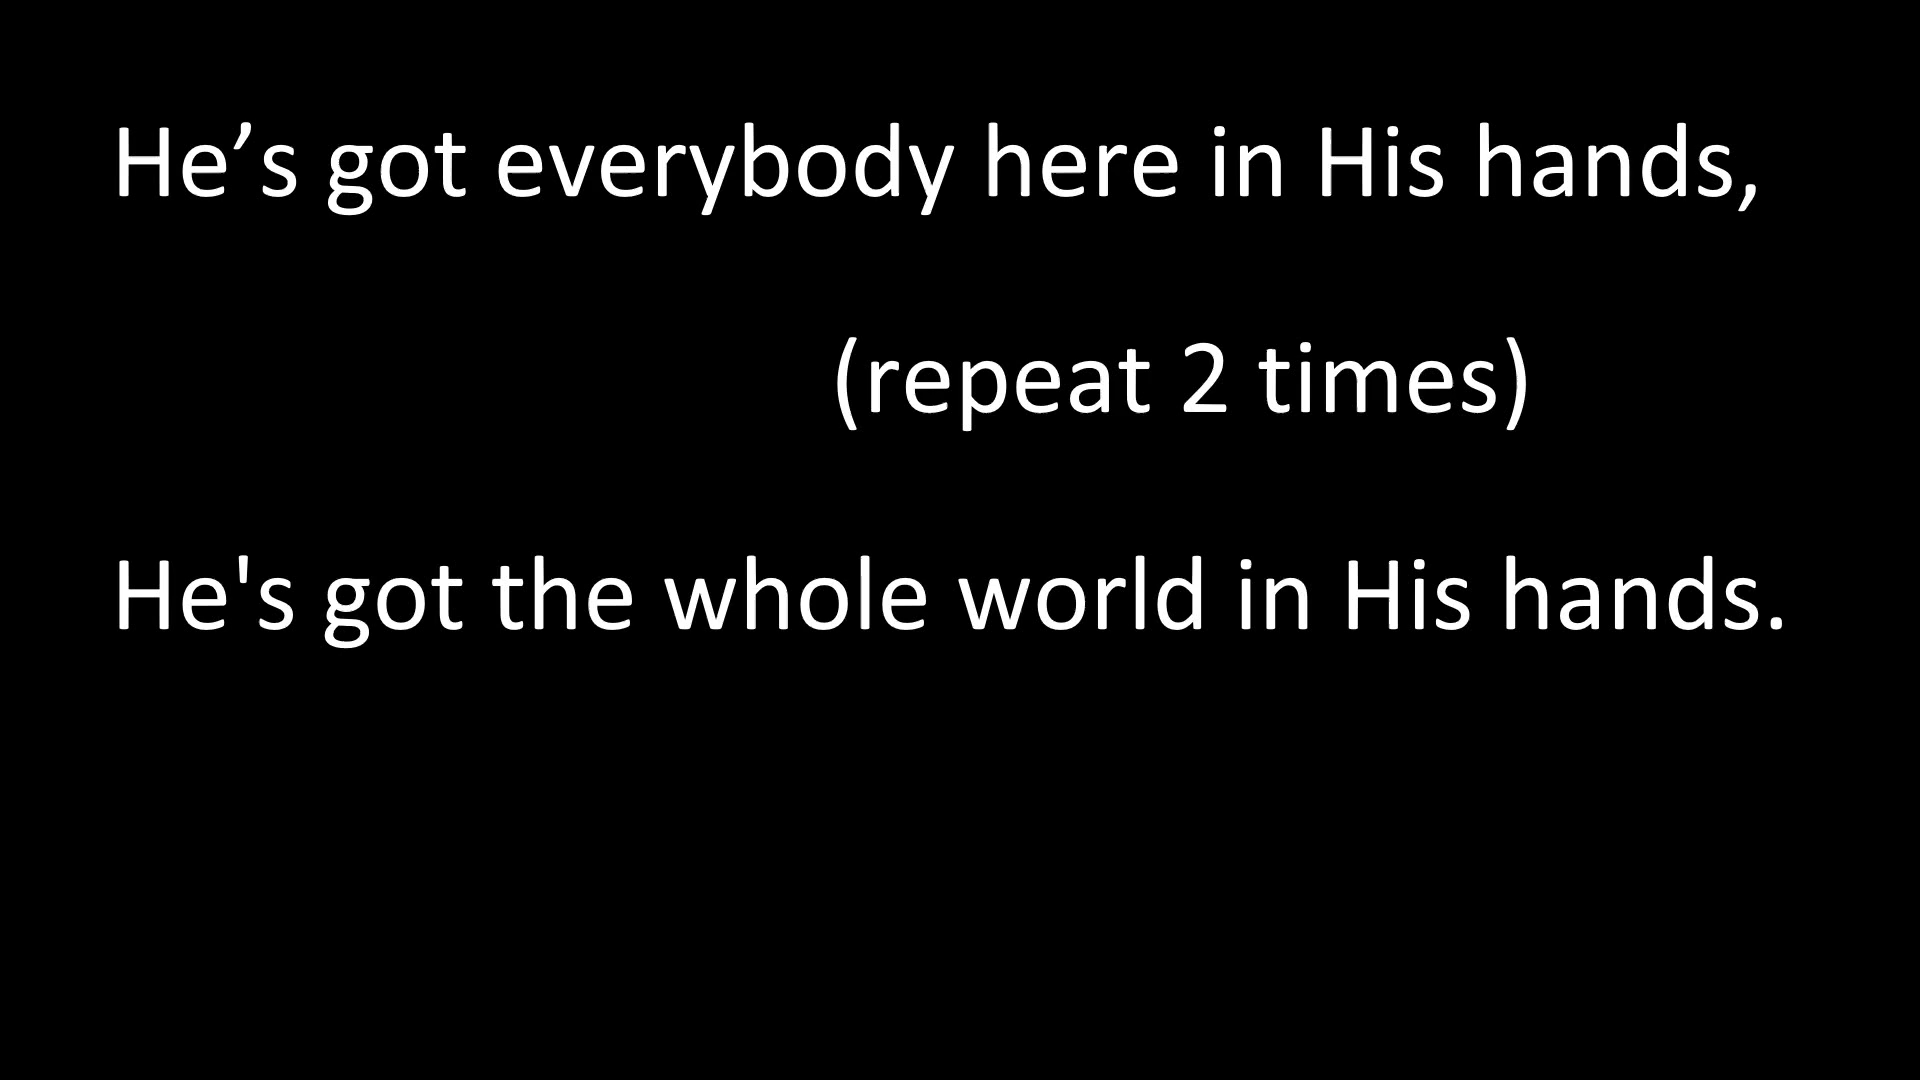 He’s got everybody here in His hands,
(repeat 2 times)
He's got the whole world in His hands.